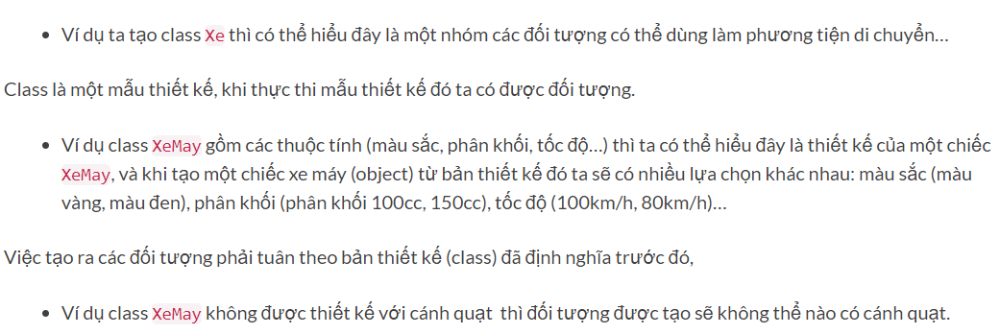 • Ví dụ ta tạo class Xe thì có thể hiểu đây là một nhóm các đối tượng có thể dùng làm phương tiện di chuyển…
Class là một mẫu thiết kế, khi thực thi mẫu thiết kế đó ta có được đối tượng.
• Ví dụ class XeMay gồm các thuộc tính (màu sắc, phân khối, tốc độ…) thì ta có thể hiểu đây là thiết kế của một chiếc
XeMay, và khi tạo một chiếc xe máy (object) từ bản thiết kế đó ta sẽ có nhiều lựa chọn khác nhau: màu sắc (màu
vàng, màu đen), phân khối (phân khối 100cc, 150cc), tốc độ (100km/h, 80km/h)…
Việc tạo ra các đối tượng phải tuân theo bản thiết kế (class) đã định nghĩa trước đó,
• Ví dụ class XeMay không được thiết kế với cánh quạt thì đối tượng được tạo sẽ không thể nào có cánh quạt.